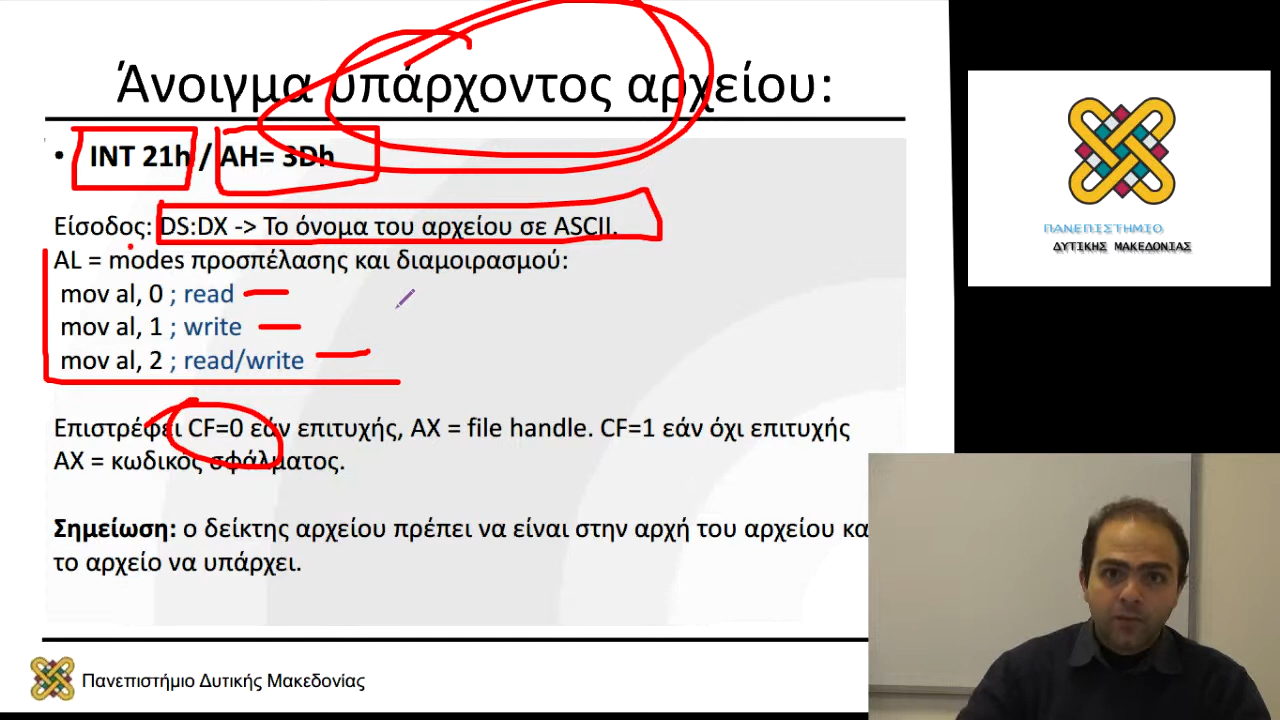 Άνοιγμα υπάρχοντος αρχείου:
• INT 21h / AH= 3Dh
Είσοδος: DS:DX -> Το όνομα του αρχείου σε ASCII.
AL = modes προσπέλασης και διαμοιρασμού:
mov al, 0 ; read
mov al, 1 ; write
mov al, 2 ; read/write
Επιστρέφει CF=0 εάν επιτυχής, AX = file handle. CF=1 εάν όχι επιτυχής
AX = κωδικός σφάλματος.
Σημείωση: ο δείκτης αρχείου πρέπει να είναι στην αρχή του αρχείου κα
το αρχείο να υπάρχει.
Πανεπιστήμιο Δυτικής Μακεδονίας
ΠΑΝΕΠΙΣΤΗΜΙΟ
ΔΥΤΙΚΗΣ ΜΑΚΕΔΟΝΙΑΣ